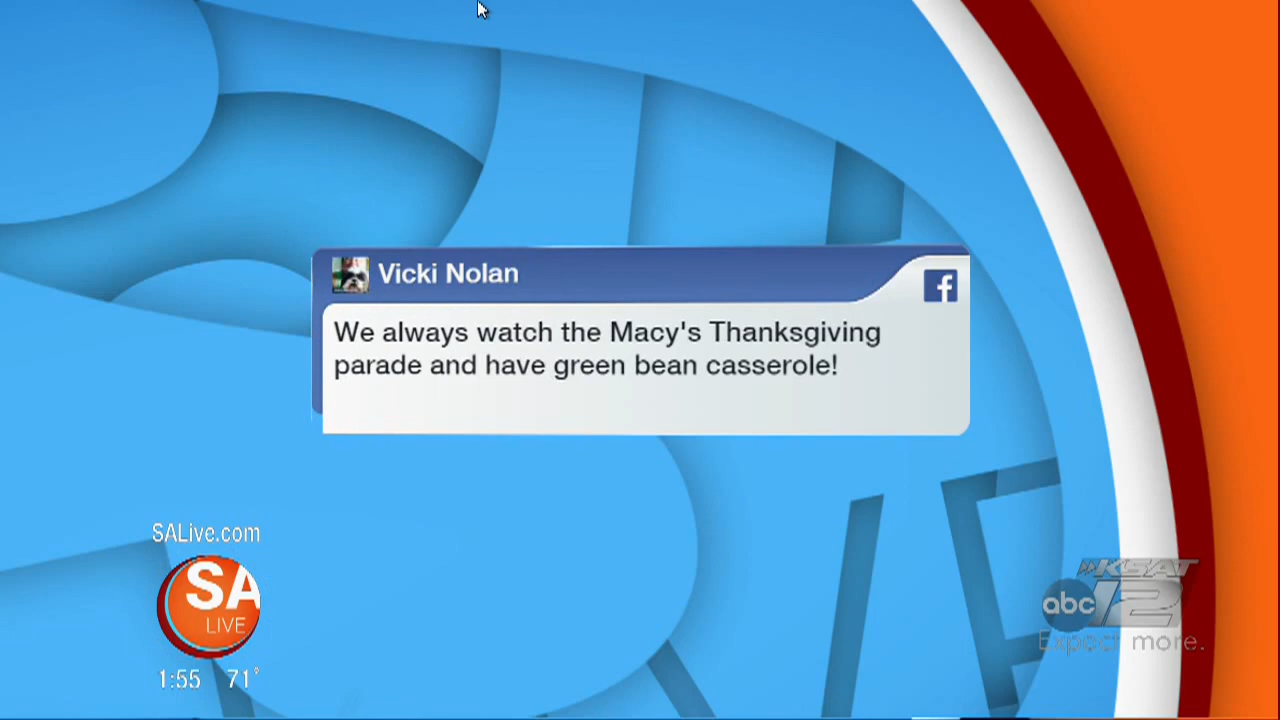 Vicki Nolan
We always watch the Macy's Thanksgiving
parade and have green bean casserole!
SALive.com
SA
LIVE
1:55 71°
KSAT
abc 12
Expect more.